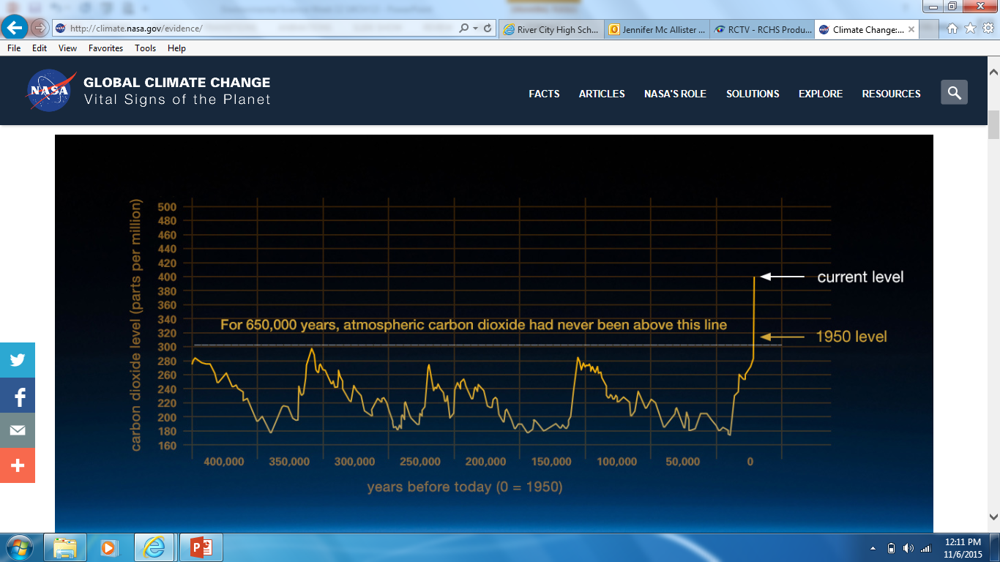 http://climate.nasa.gov/evidence/
River City High Sch...
Jennifer Mc Allister ...
RCTV - RCHS Produ...
Climate Change:...
File Edit View Favorites Tools Help
NASA
GLOBAL CLIMATE CHANGE
Vital Signs of the Planet
FACTS ARTICLES NASA'S ROLE SOLUTIONS EXPLORE RESOURCES
carbon dioxide level (parts per million)
500
480
460
440
420
400
current level
380
360
340
For 650,000 years, atmospheric carbon dioxide had never been above this line
320
1950 level
300
280
260
240
220
200
180
160
400,000 350,000 300,000 250,000 200,000 150,000 100,000 50,000 0
years before today (0 = 1950)
12:11 PM
11/6/2015